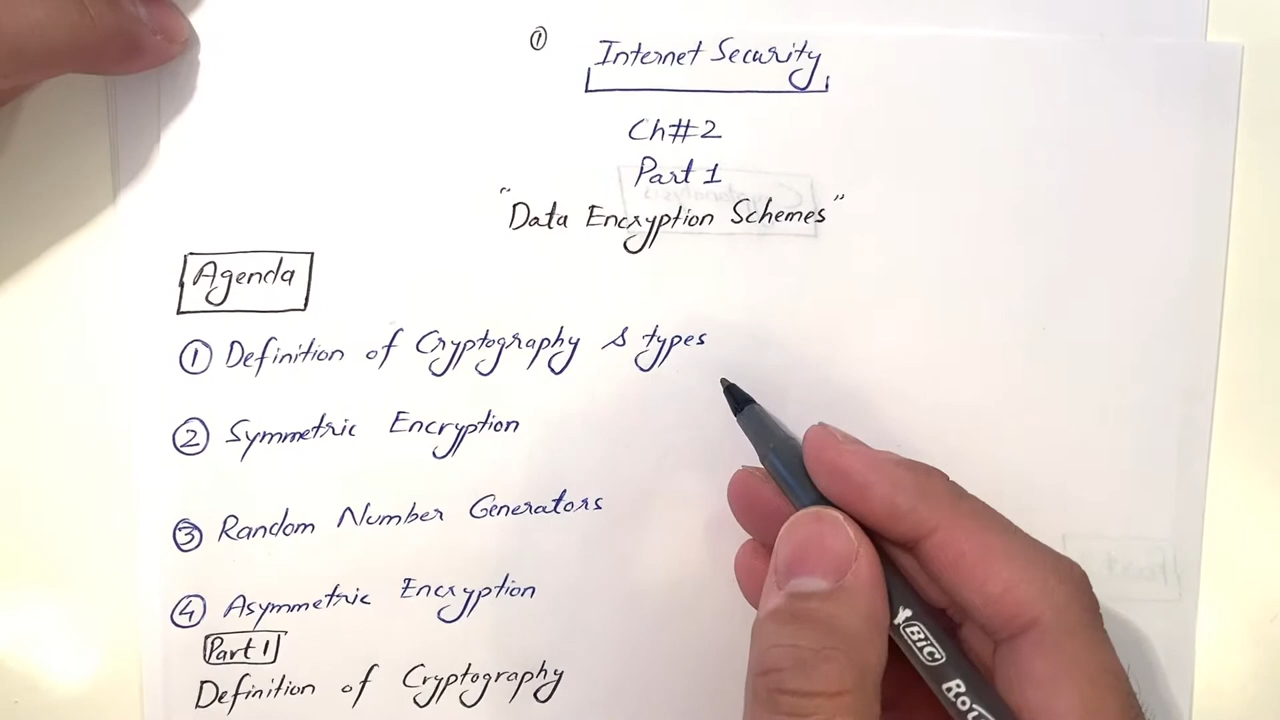 ①
Internet Security
Ch#2
Part 1
"Data Encryption Schemes"
Agenda
① Definition of Cryptography & types
② Symmetric Encryption
③ Random Number Generators
④ Asymmetric Encryption
Part 1
Definition of Cryptography
BiC